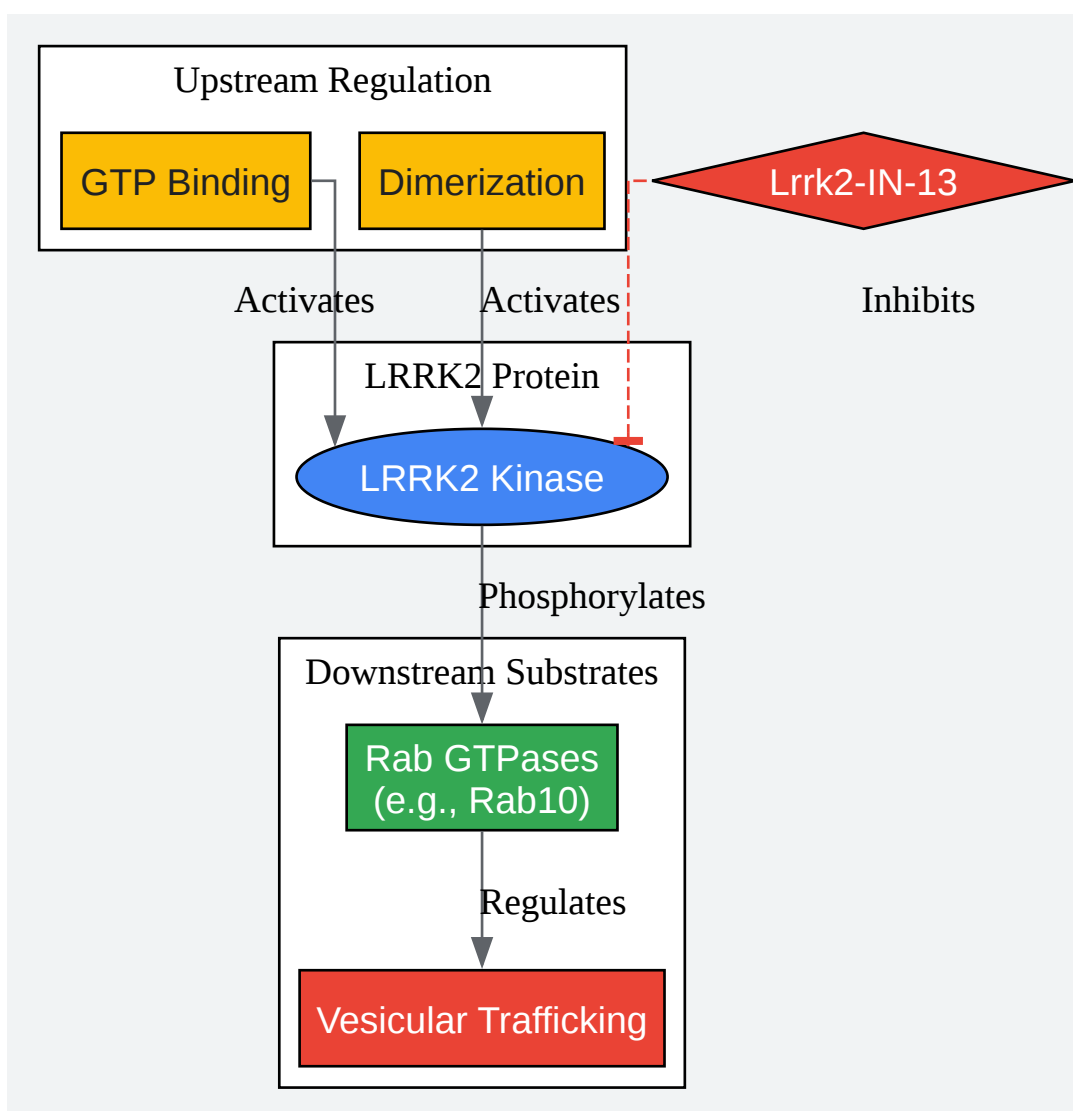 Upstream Regulation
GTP Binding
Dimerization
Lrrk2-IN-13
Activates
Activates
Inhibits
LRRK2 Protein
LRRK2 Kinase
Phosphorylates
Downstream Substrates
Rab GTPases
(e.g., Rab10)
Regulates
Vesicular Trafficking